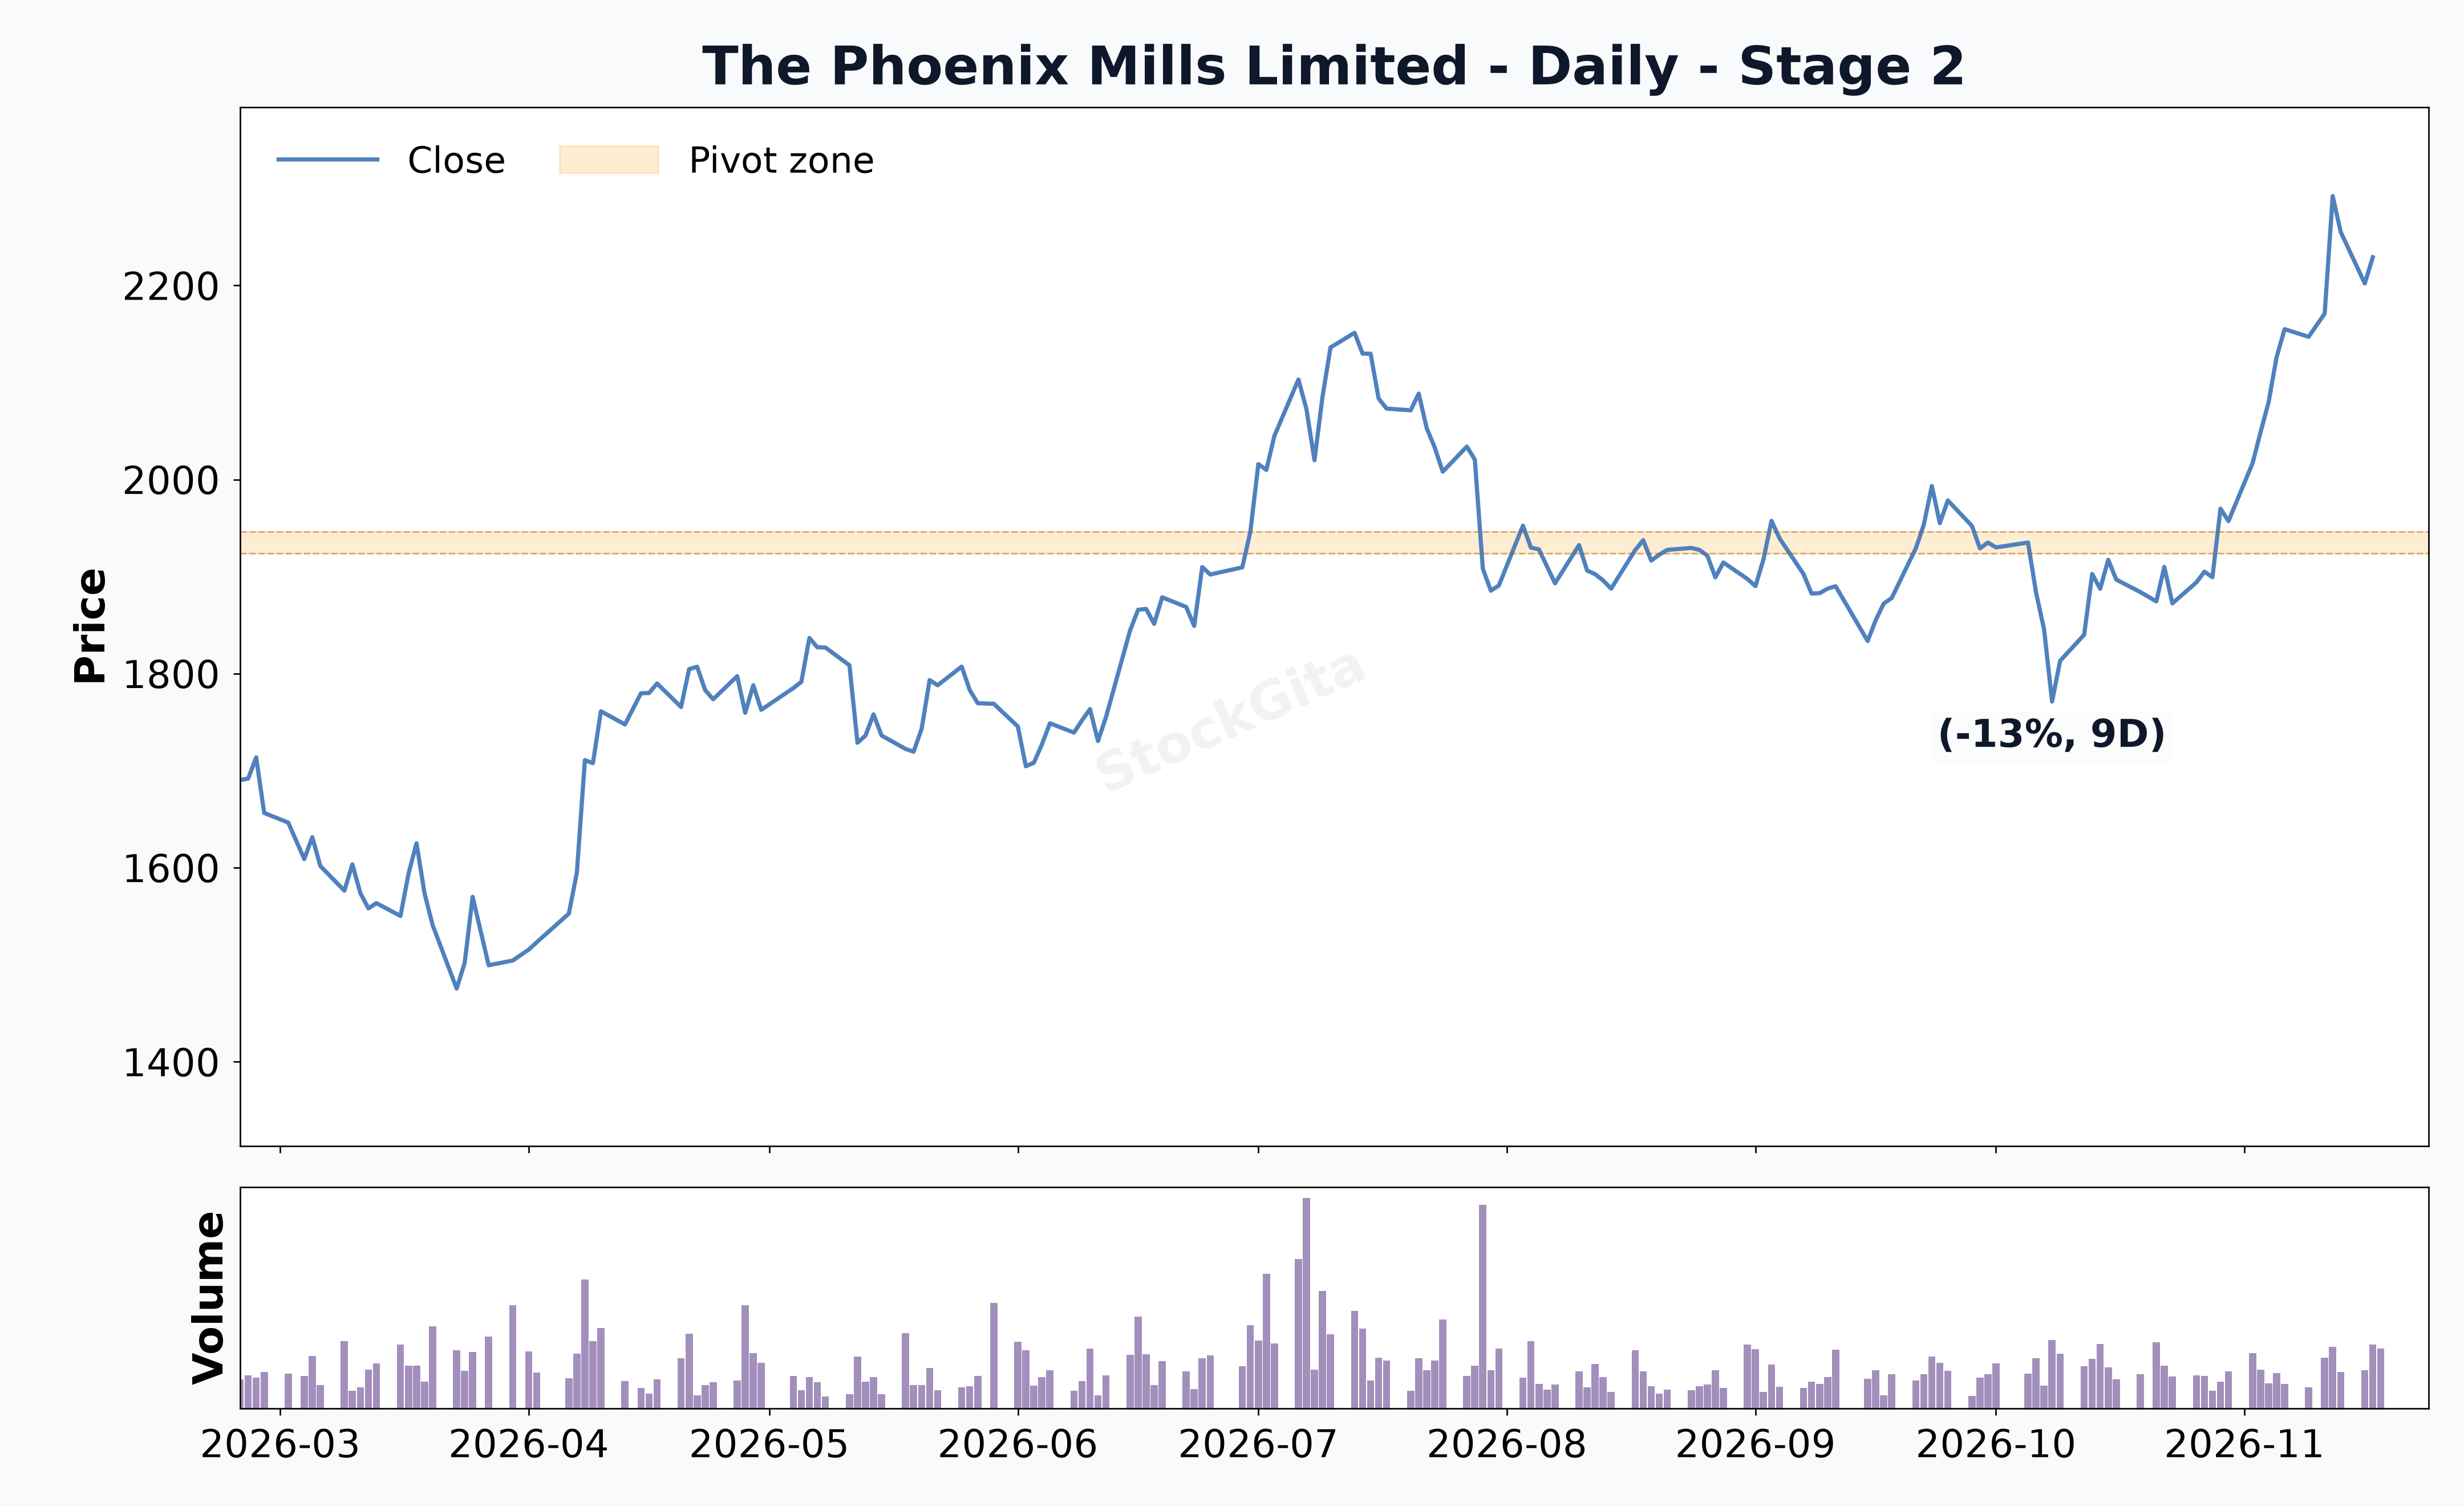 The Phoenix Mills Limited - Daily - Stage 2
Close
Pivot zone
2200
2000
1800
1600
1400
Price
StockGita
(-13%, 9D)
Volume
2026-03
2026-04
2026-05
2026-06
2026-07
2026-08
2026-09
2026-10
2026-11